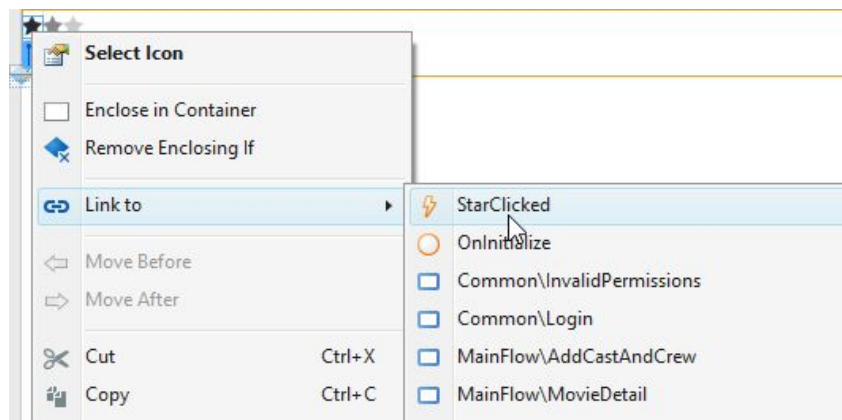 Select Icon
Enclose in Container
Remove Enclosing If
Link to
StarClicked
OnInitialize
Common\InvalidPermissions
Move Before
Common\Login
Move After
MainFlow\AddCastAndCrew
Cut Ctrl+X
MainFlow\MovieDetail
Copy Ctrl+C